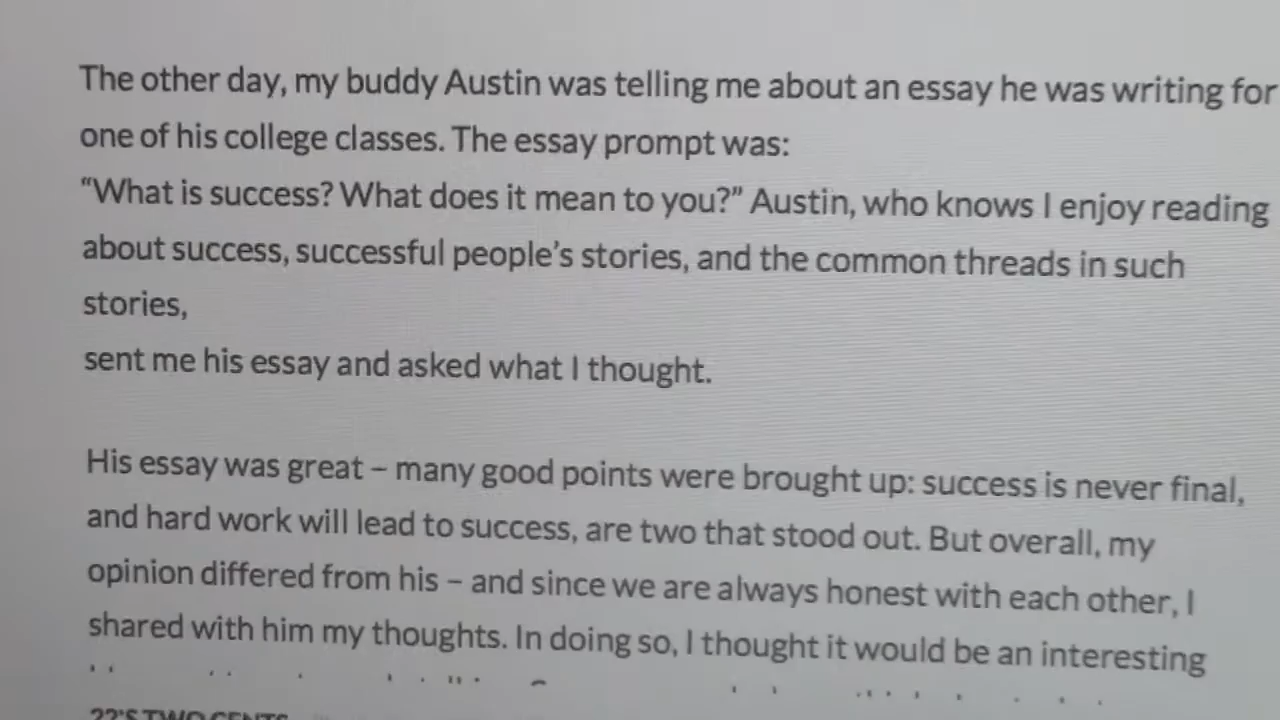 The other day, my buddy Austin was telling me about an essay he was writing for
one of his college classes. The essay prompt was:
“What is success? What does it mean to you?” Austin, who knows I enjoy reading
about success, successful people’s stories, and the common threads in such
stories,
sent me his essay and asked what I thought.
His essay was great – many good points were brought up: success is never final,
and hard work will lead to success, are two that stood out. But overall, my
opinion differed from his – and since we are always honest with each other, I
shared with him my thoughts. In doing so, I thought it would be an interesting
22'S TWO CENTS